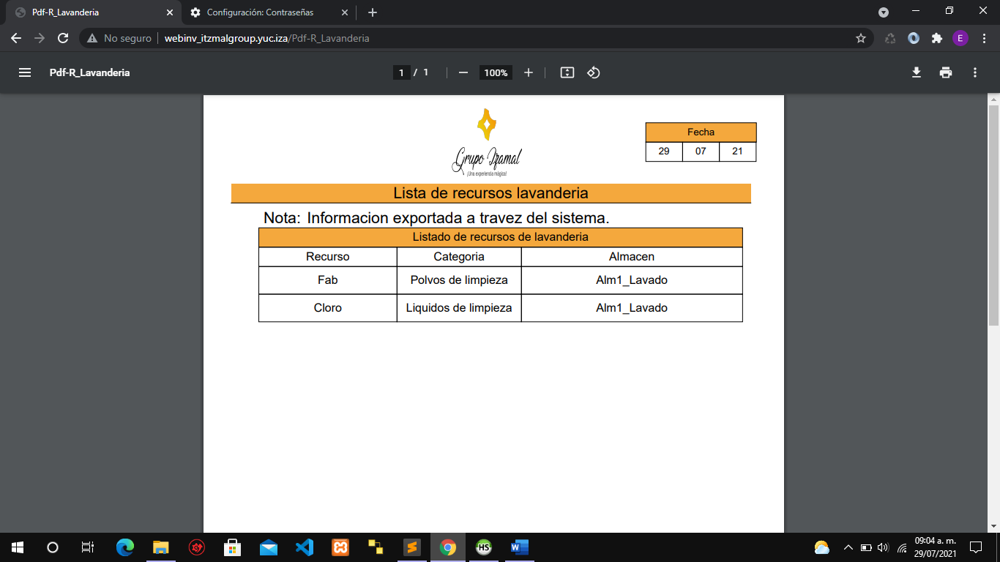 Pdf-R_Lavanderia
Configuración: Contraseñas
No seguro
webinv_itzmalgroup.yuc.iza/Pdf-R_Lavanderia
E
Pdf-R_Lavanderia
1 / 1
100%
Grupo Izamal
¡Una experiencia mágica!
Fecha
29 07 21
Lista de recursos lavanderia
Nota: Informacion exportada a travez del sistema.
Listado de recursos de lavanderia
Recurso Categoria Almacen
Fab Polvos de limpieza Alm1_Lavado
Cloro Liquidos de limpieza Alm1_Lavado
HS
W
09:04 a. m.
29/07/2021